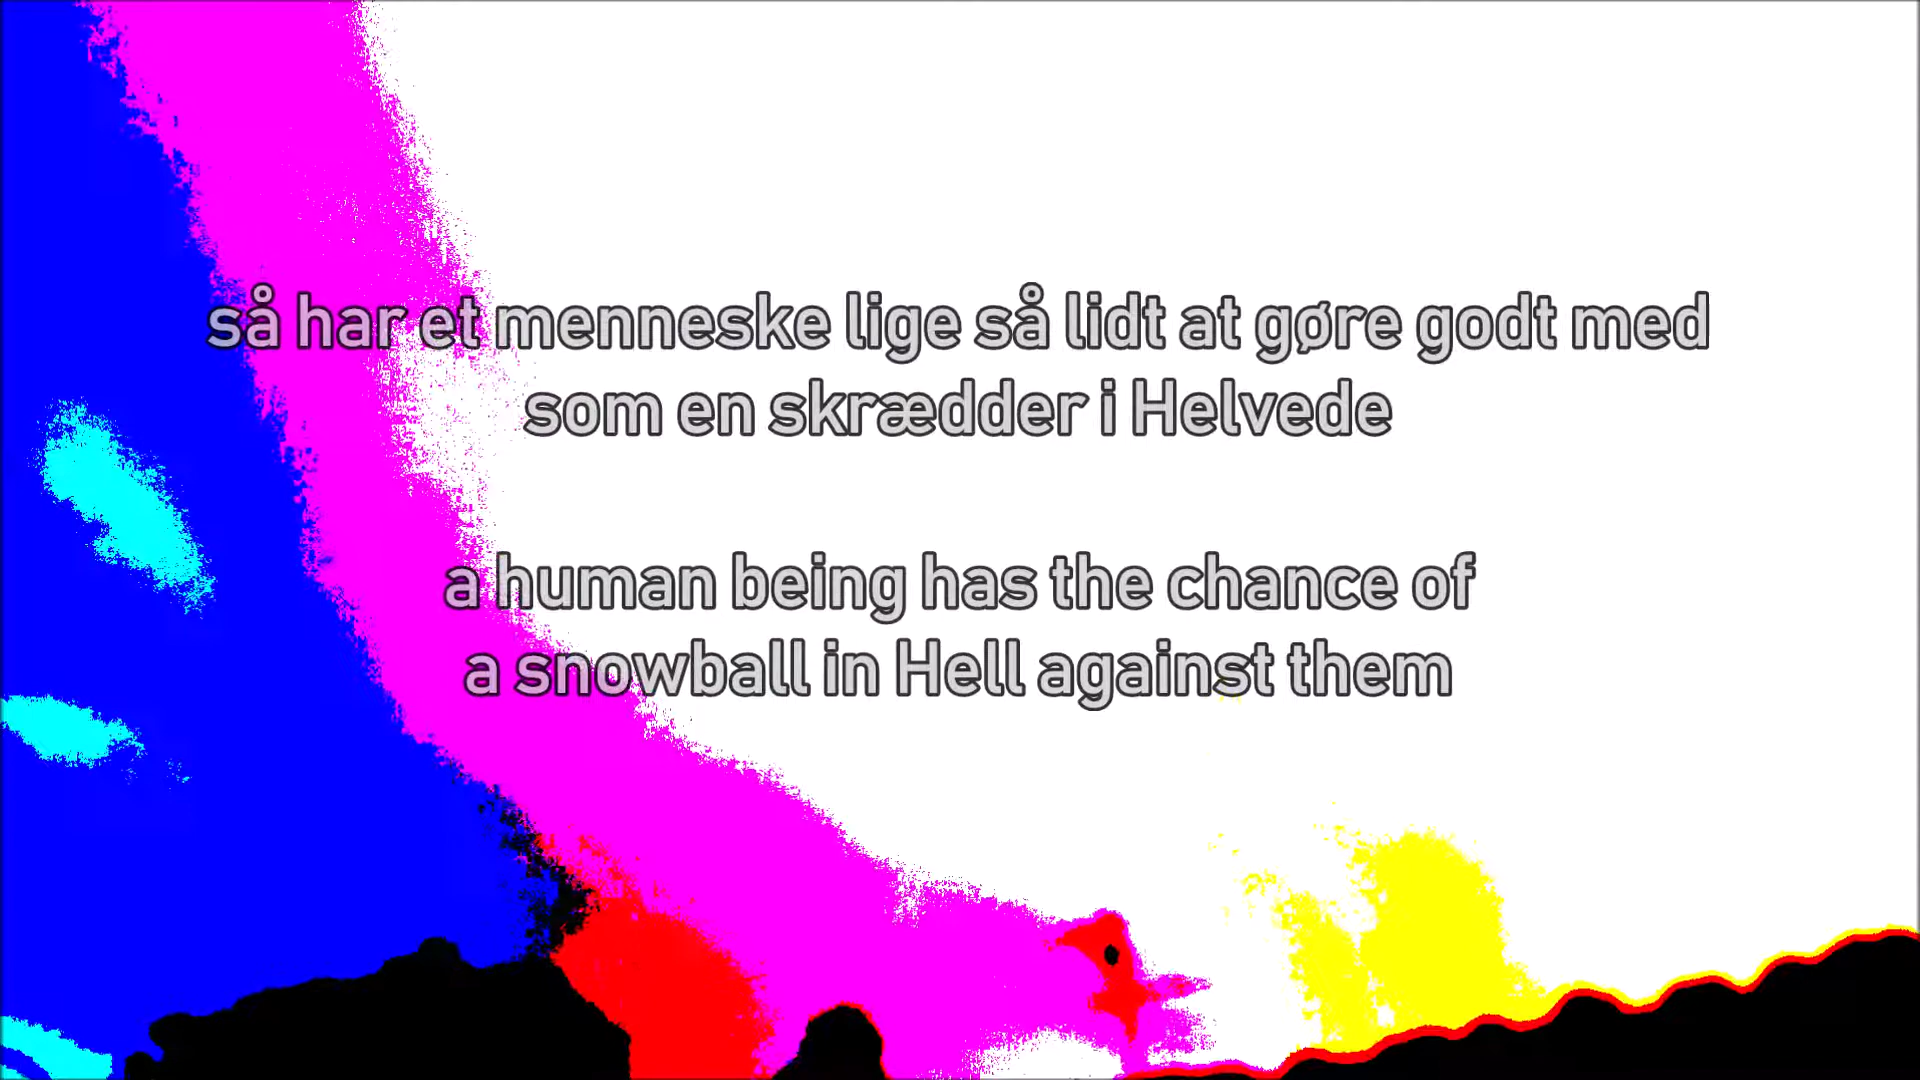 så har et menneske lige så lidt at gøre godt med
som en skrædder i Helvede
a human being has the chance of
a snowball in Hell against them